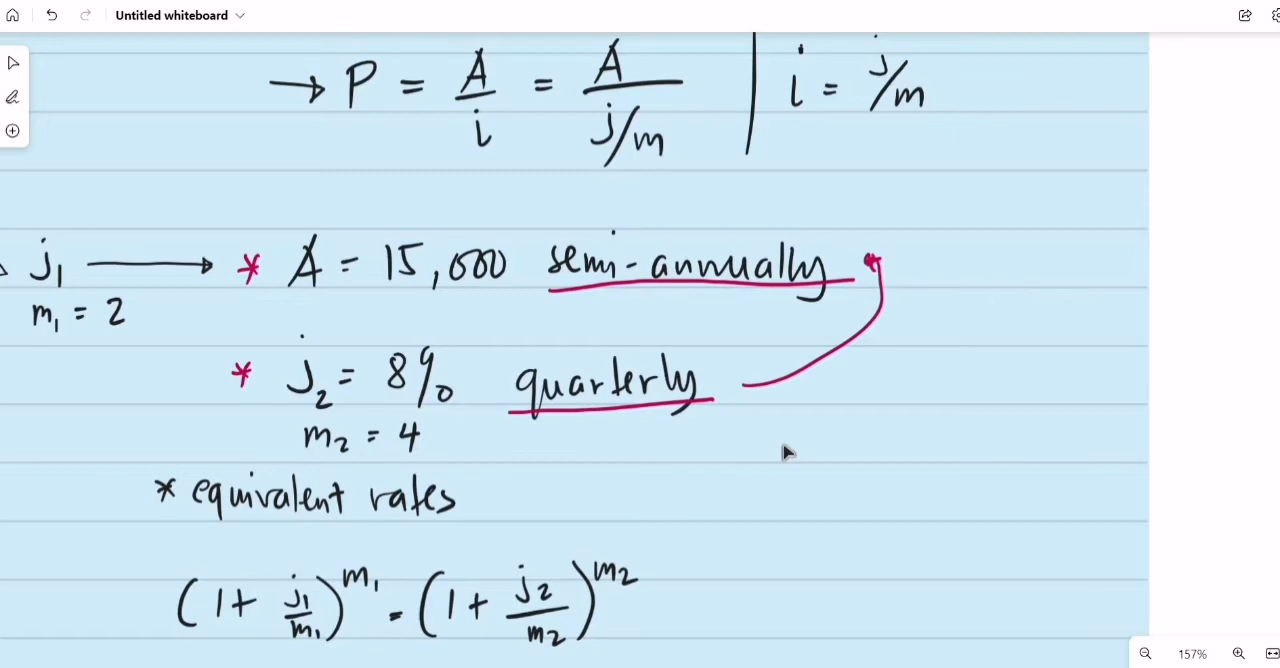 Untitled whiteboard
→ P = A/i = A/(j/m) | i = j/m
j₁ → * A = 15,000 semi-annually
m₁ = 2
* j₂ = 8% quarterly
m₂ = 4
* equivalent rates
(1 + j₁/m₁)^m₁ = (1 + j₂/m₂)^m₂
157%